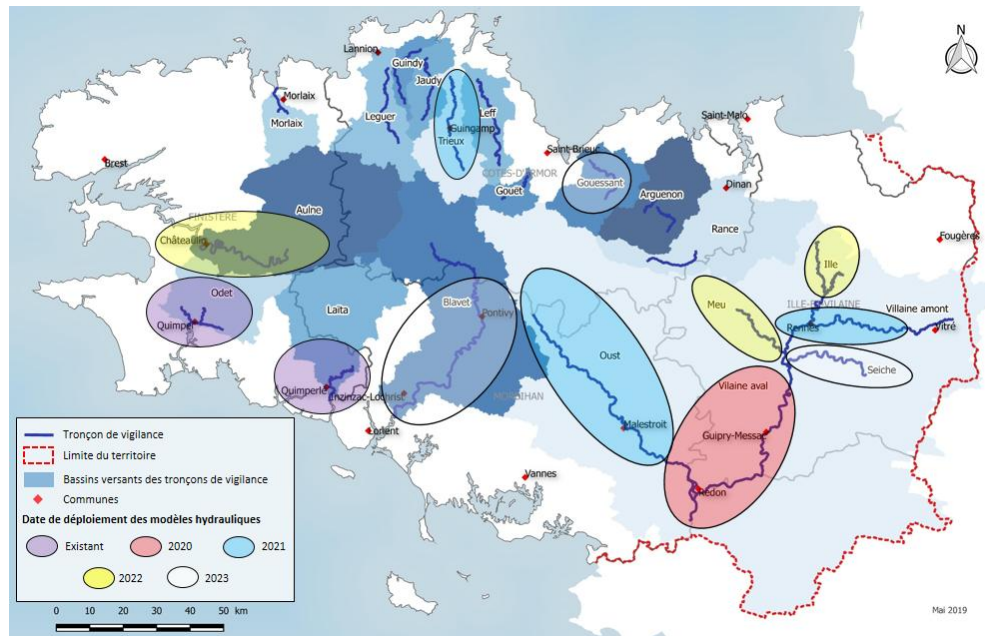 N
Lannion
Guindy
Jaudy
Morlaix
Morlaix
Leguer
Leff
Guingamp
Trieux
Saint-Malo
Brest
Saint-Brieuc
COTES-D'ARMOR
Gouessant
Gouët
Arguenon
Dinan
Aulne
FINISTERE
Rance
Châteaulin
Fougères
Ille
Odet
Blavet
Meu
ILLE-ET-VILAINE
Villaine amont
Laïta
Pontivy
Quimper
Rennes
Vitré
Oust
Seiche
Vilaine aval
Quimperlé
Inzinzac-Lochrist
MORBIHAN
Lorient
Malestroit
Guipry-Messac
Vannes
Redon
Tronçon de vigilance
Limite du territoire
Bassins versants des tronçons de vigilance
Communes
Date de déploiement des modèles hydrauliques
Existant 2020 2021
2022 2023
0 10 20 30 40 50 km
Mai 2019